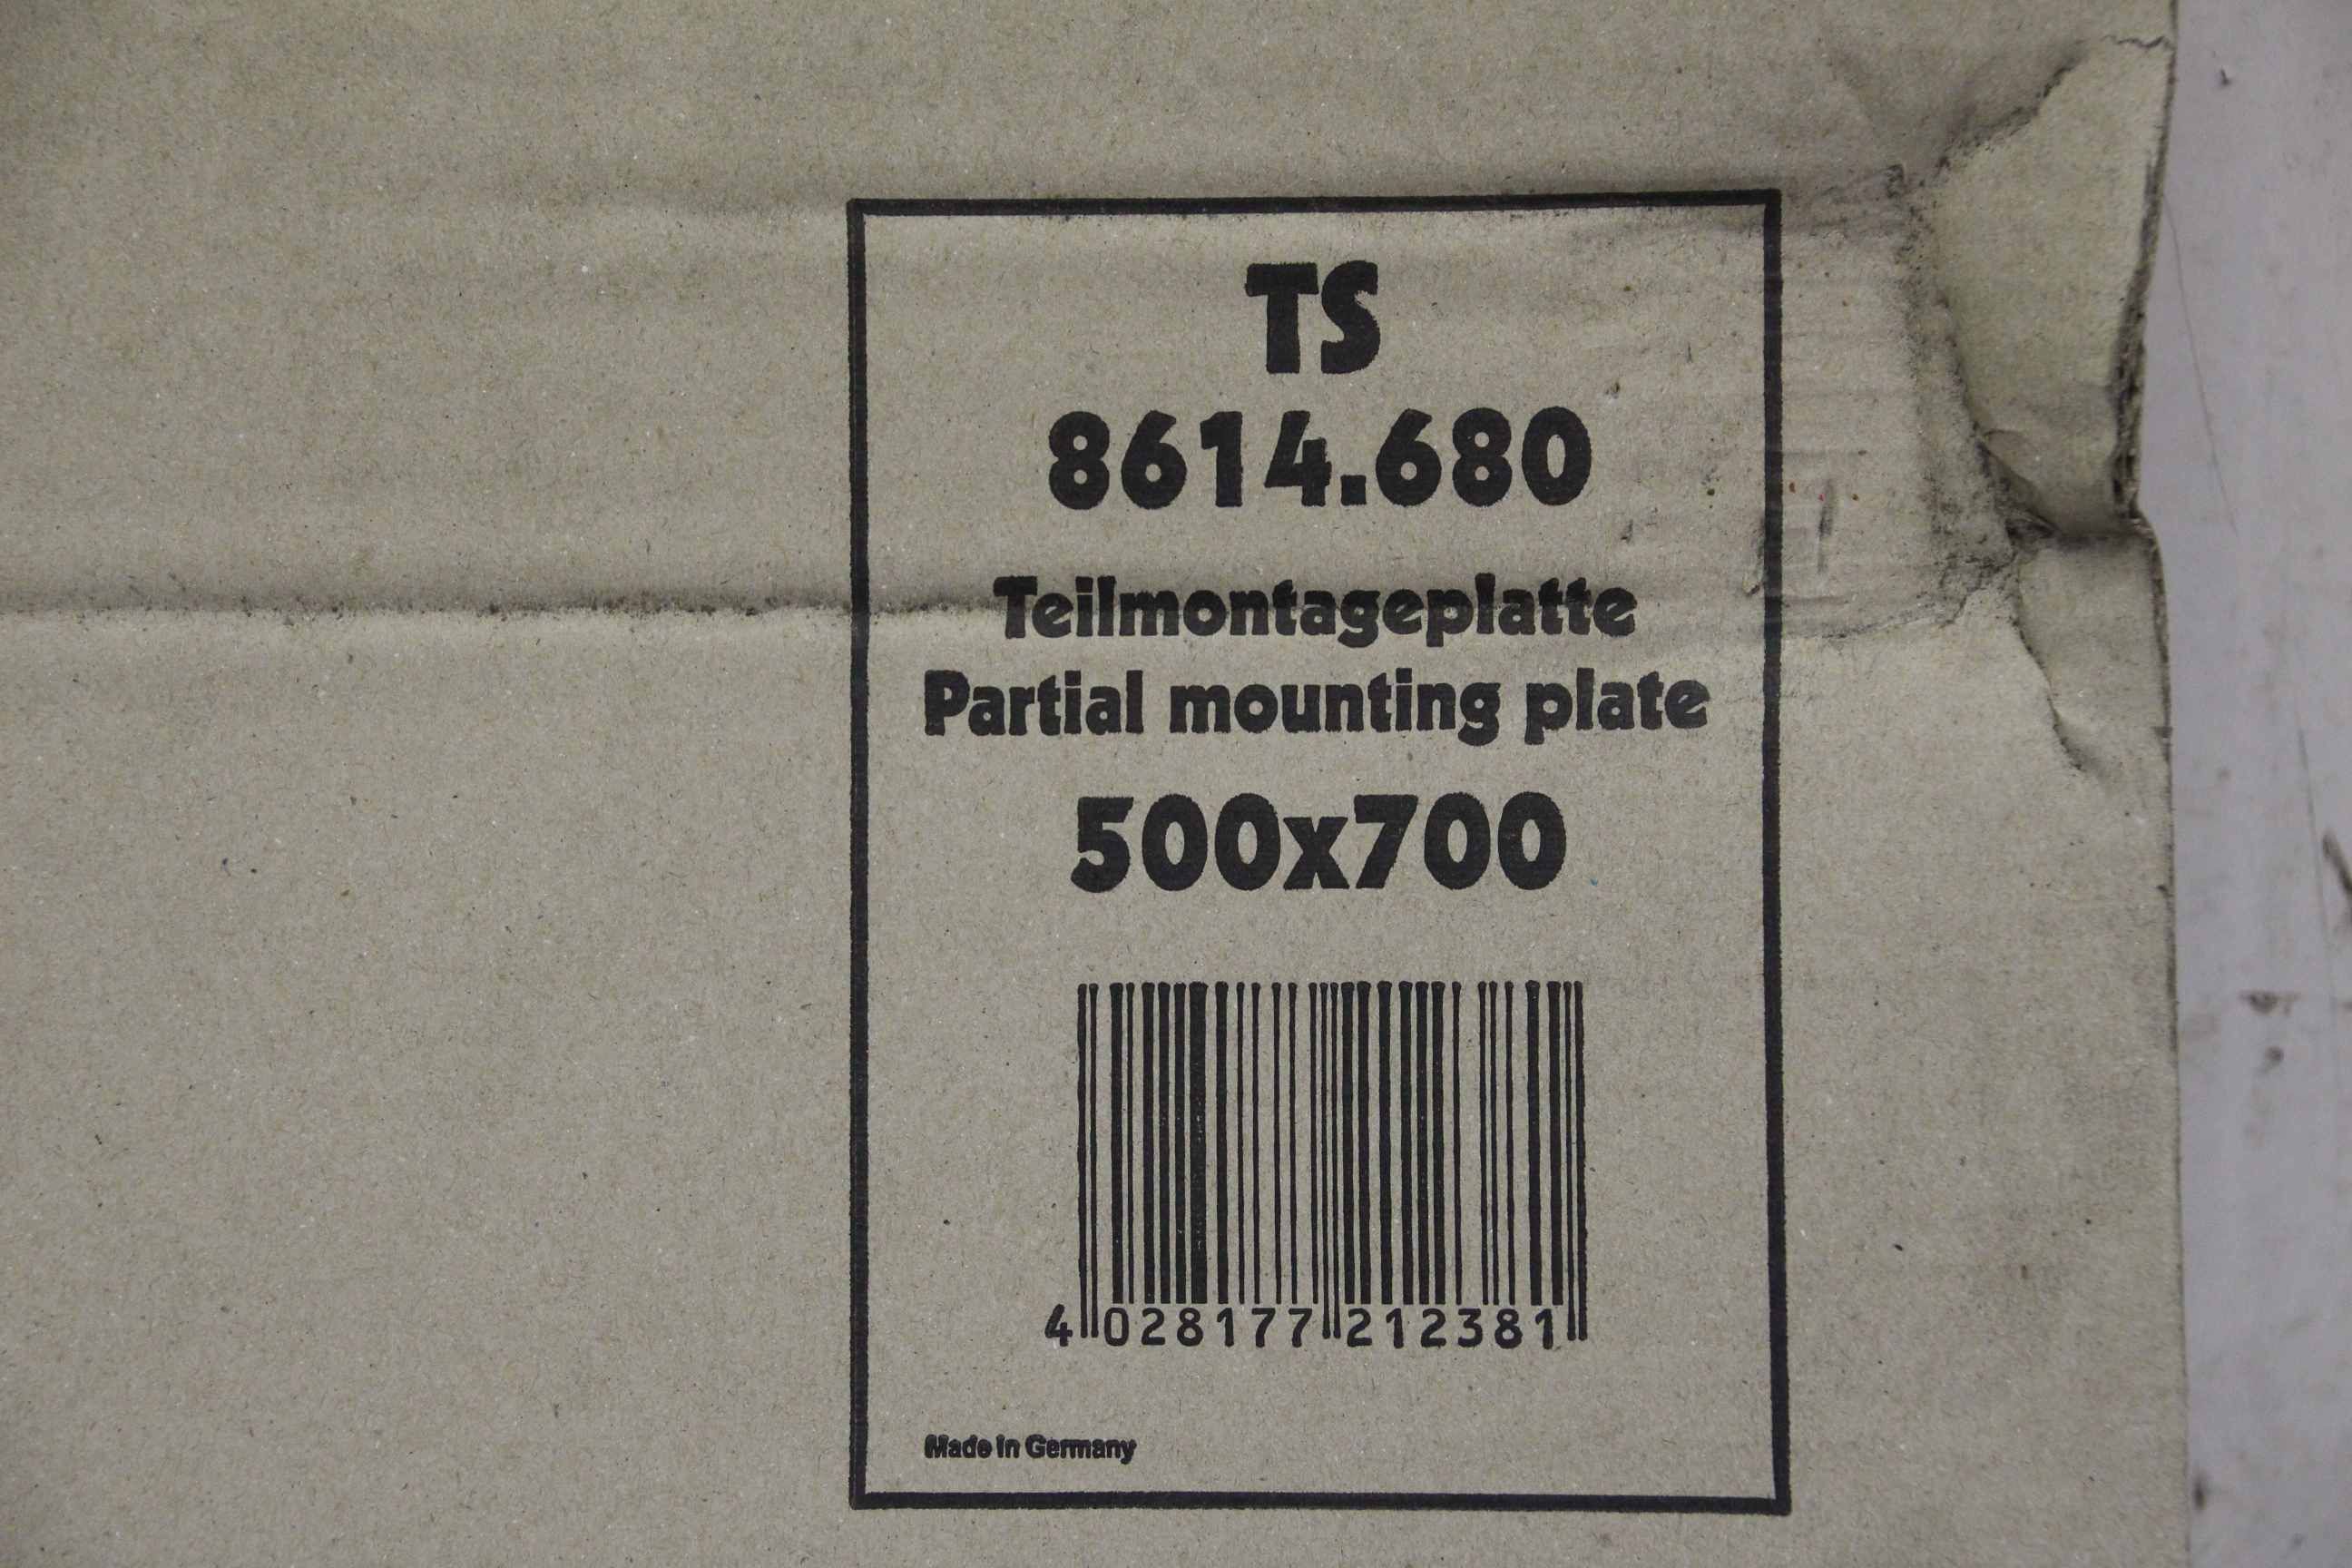 TS
8614.680
Teilmontageplatte
Partial mounting plate
500x700
4 028177 212381
Made in Germany